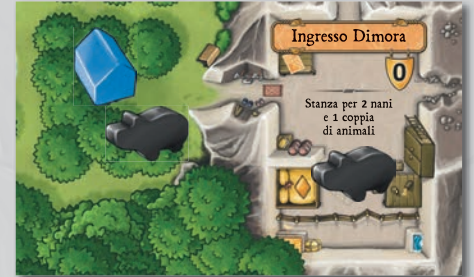 Ingresso Dimora
0
Stanza per 2 nani
e 1 coppia
di animali